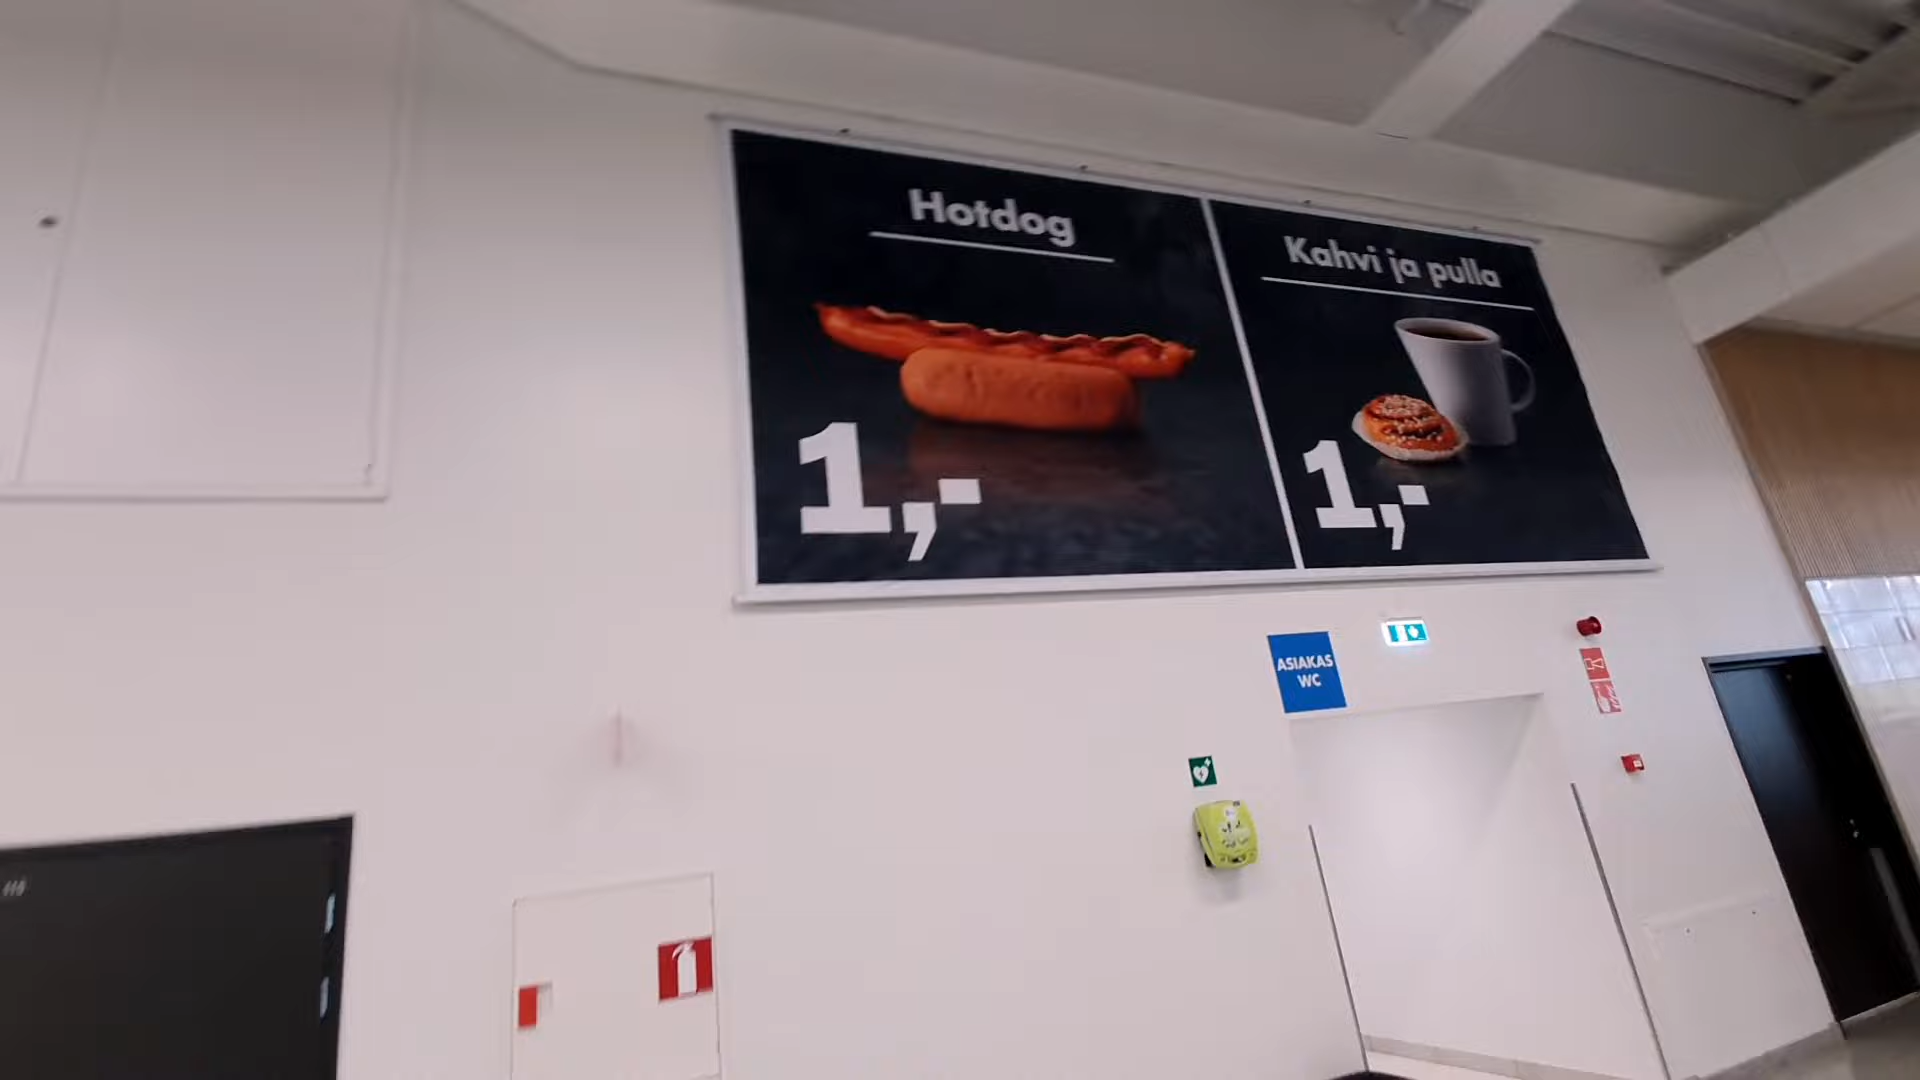 Hotdog
1,-
Kahvi ja pulla
1,-
ASIAKAS
WC